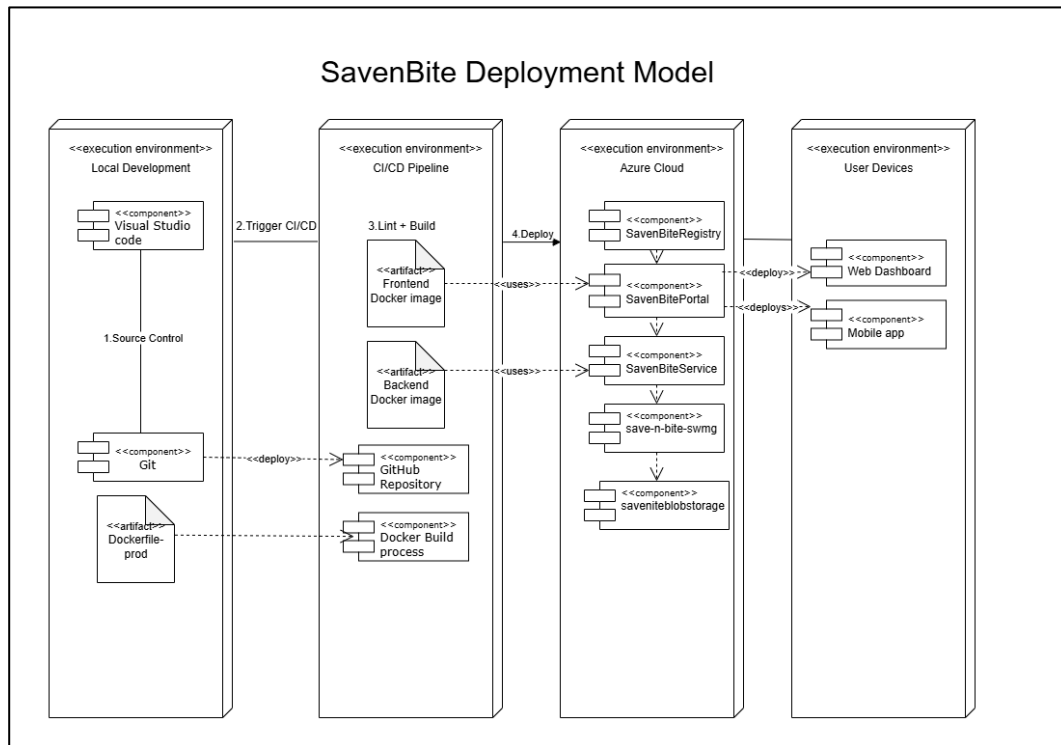 SavenBite Deployment Model
<<execution environment>>
Local Development
<<component>>
Visual Studio
code
1.Source Control
<<component>>
Git
<<artifact>>
Dockerfile-
prod
2.Trigger CI/CD
<<deploy>>
<<execution environment>>
CI/CD Pipeline
3.Lint + Build
<<artifact>>
Frontend
Docker image
<<artifact>>
Backend
Docker image
<<component>>
GitHub
Repository
<<component>>
Docker Build
process
4.Deploy
<<uses>>
<<uses>>
<<execution environment>>
Azure Cloud
<<component>>
SavenBiteRegistry
<<component>>
SavenBitePortal
<<component>>
SavenBiteService
<<component>>
save-n-bite-swmg
<<component>>
saveniteblobstorage
<<deploy>>
<<deploys>>
<<execution environment>>
User Devices
<<component>>
Web Dashboard
<<component>>
Mobile app